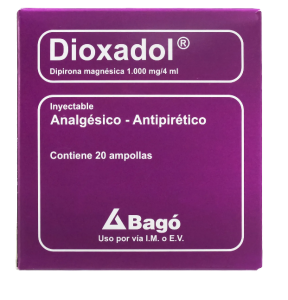 Dioxadol®
Dipirona magnésica 1.000 mg/4 ml
Inyectable
Analgésico - Antipirético
Contiene 20 ampollas
Bagó
Uso por vía I.M. o E.V.